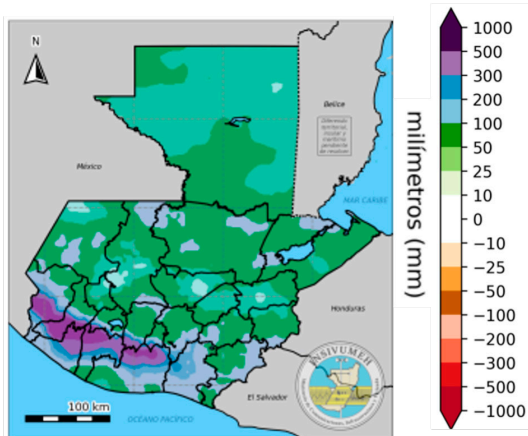 N
México
Belice
Diferendo
territorial,
insular y
marítimo
pendiente
de resolver
MAR CARIBE
Honduras
El Salvador
INSIVUMEH
100 km
OCÉANO PACÍFICO
milímetros (mm)
1000
500
300
200
100
50
25
10
0
−10
−25
−50
−100
−200
−300
−500
−1000